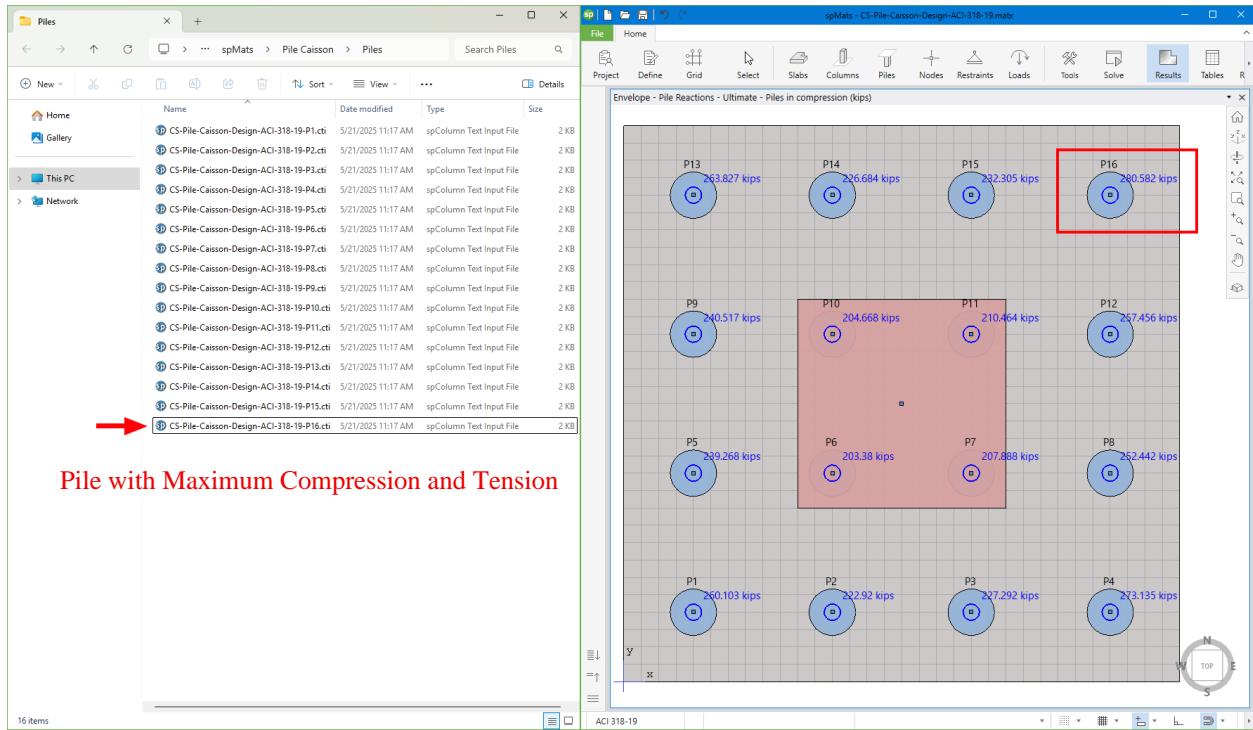 Piles
spMats > Pile Caisson > Piles
Search Piles
New
Sort
View
Details
Home
Gallery
This PC
Network
Name Date modified Type Size
CS-Pile-Caisson-Design-ACI-318-19-P1.cti 5/21/2025 11:17 AM spColumn Text Input File 2 KB
CS-Pile-Caisson-Design-ACI-318-19-P2.cti 5/21/2025 11:17 AM spColumn Text Input File 2 KB
CS-Pile-Caisson-Design-ACI-318-19-P3.cti 5/21/2025 11:17 AM spColumn Text Input File 2 KB
CS-Pile-Caisson-Design-ACI-318-19-P4.cti 5/21/2025 11:17 AM spColumn Text Input File 2 KB
CS-Pile-Caisson-Design-ACI-318-19-P5.cti 5/21/2025 11:17 AM spColumn Text Input File 2 KB
CS-Pile-Caisson-Design-ACI-318-19-P6.cti 5/21/2025 11:17 AM spColumn Text Input File 2 KB
CS-Pile-Caisson-Design-ACI-318-19-P7.cti 5/21/2025 11:17 AM spColumn Text Input File 2 KB
CS-Pile-Caisson-Design-ACI-318-19-P8.cti 5/21/2025 11:17 AM spColumn Text Input File 2 KB
CS-Pile-Caisson-Design-ACI-318-19-P9.cti 5/21/2025 11:17 AM spColumn Text Input File 2 KB
CS-Pile-Caisson-Design-ACI-318-19-P10.cti 5/21/2025 11:17 AM spColumn Text Input File 2 KB
CS-Pile-Caisson-Design-ACI-318-19-P11.cti 5/21/2025 11:17 AM spColumn Text Input File 2 KB
CS-Pile-Caisson-Design-ACI-318-19-P12.cti 5/21/2025 11:17 AM spColumn Text Input File 2 KB
CS-Pile-Caisson-Design-ACI-318-19-P13.cti 5/21/2025 11:17 AM spColumn Text Input File 2 KB
CS-Pile-Caisson-Design-ACI-318-19-P14.cti 5/21/2025 11:17 AM spColumn Text Input File 2 KB
CS-Pile-Caisson-Design-ACI-318-19-P15.cti 5/21/2025 11:17 AM spColumn Text Input File 2 KB
CS-Pile-Caisson-Design-ACI-318-19-P16.cti 5/21/2025 11:17 AM spColumn Text Input File 2 KB
Pile with Maximum Compression and Tension
16 items
sp
spMats - CS-Pile-Caisson-Design-ACI-318-19.matx
File Home
Project Define Grid Select Slabs Columns Piles Nodes Restraints Loads Tools Solve Results Tables R
Envelope - Pile Reactions - Ultimate - Piles in compression (kips)
P13 P14 P15 P16
263.827 kips 226.684 kips 232.305 kips 280.582 kips
P9 P10 P11 P12
240.517 kips 204.668 kips 210.464 kips 257.456 kips
P5 P6 P7 P8
239.268 kips 203.38 kips 207.888 kips 252.442 kips
P1 P2 P3 P4
260.103 kips 222.92 kips 227.292 kips 273.135 kips
y
x
N
W TOP E
S
ACI 318-19